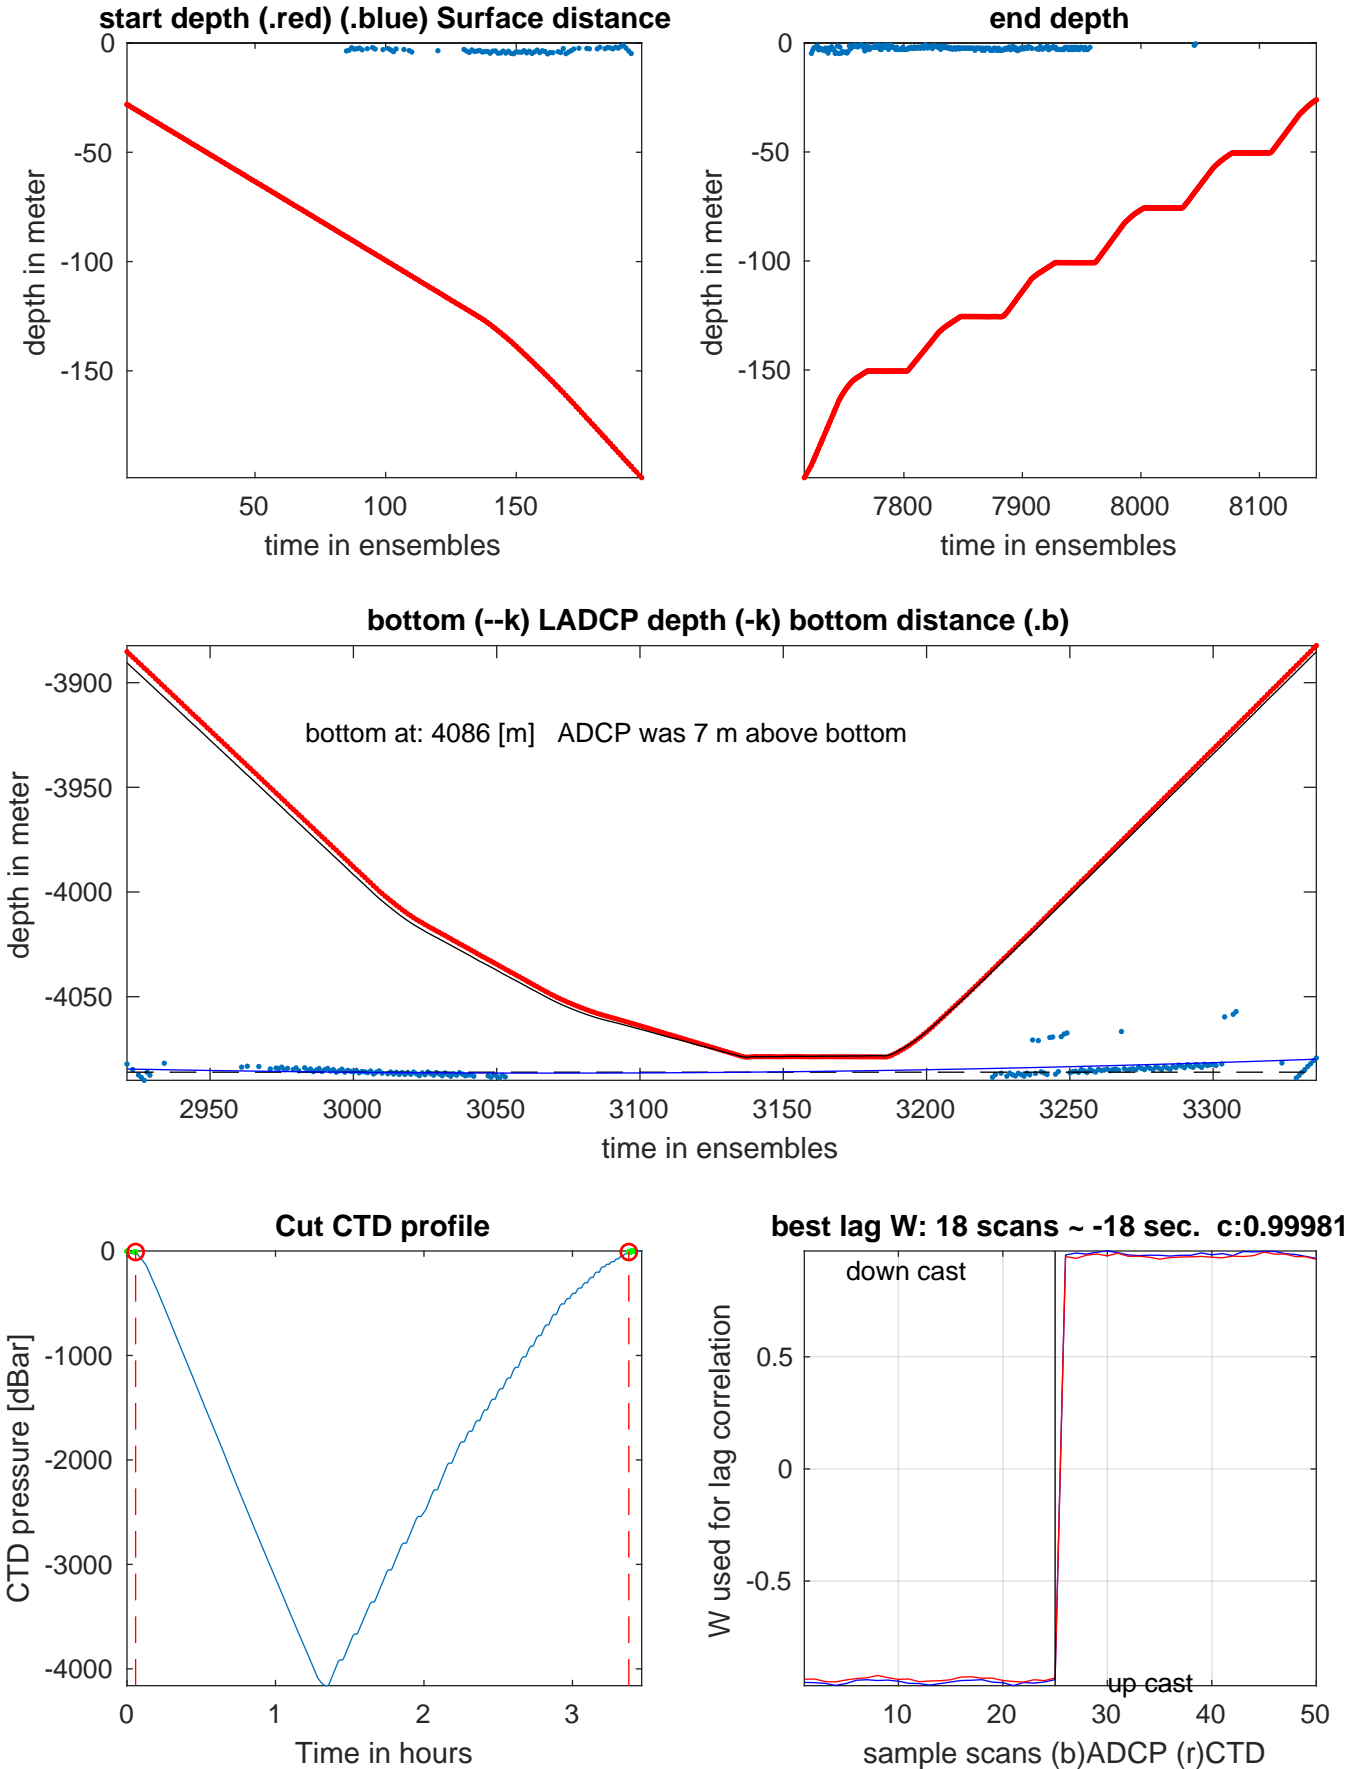 start depth (.red) (.blue) Surface distance
0
-50
-100
-150
depth in meter
50
100
150
time in ensembles
end depth
0
-50
-100
-150
depth in meter
7800
7900
8000
8100
time in ensembles
bottom (--k) LADCP depth (-k) bottom distance (.b)
bottom at: 4086 [m] ADCP was 7 m above bottom
-3900
-3950
-4000
-4050
depth in meter
2950
3000
3050
3100
3150
3200
3250
3300
time in ensembles
Cut CTD profile
0
-1000
-2000
-3000
-4000
CTD pressure [dBar]
0
1
2
3
Time in hours
best lag W: 18 scans ~ -18 sec. c:0.99981
down cast
0.5
0
-0.5
W used for lag correlation
up cast
10
20
30
40
50
sample scans (b)ADCP (r)CTD